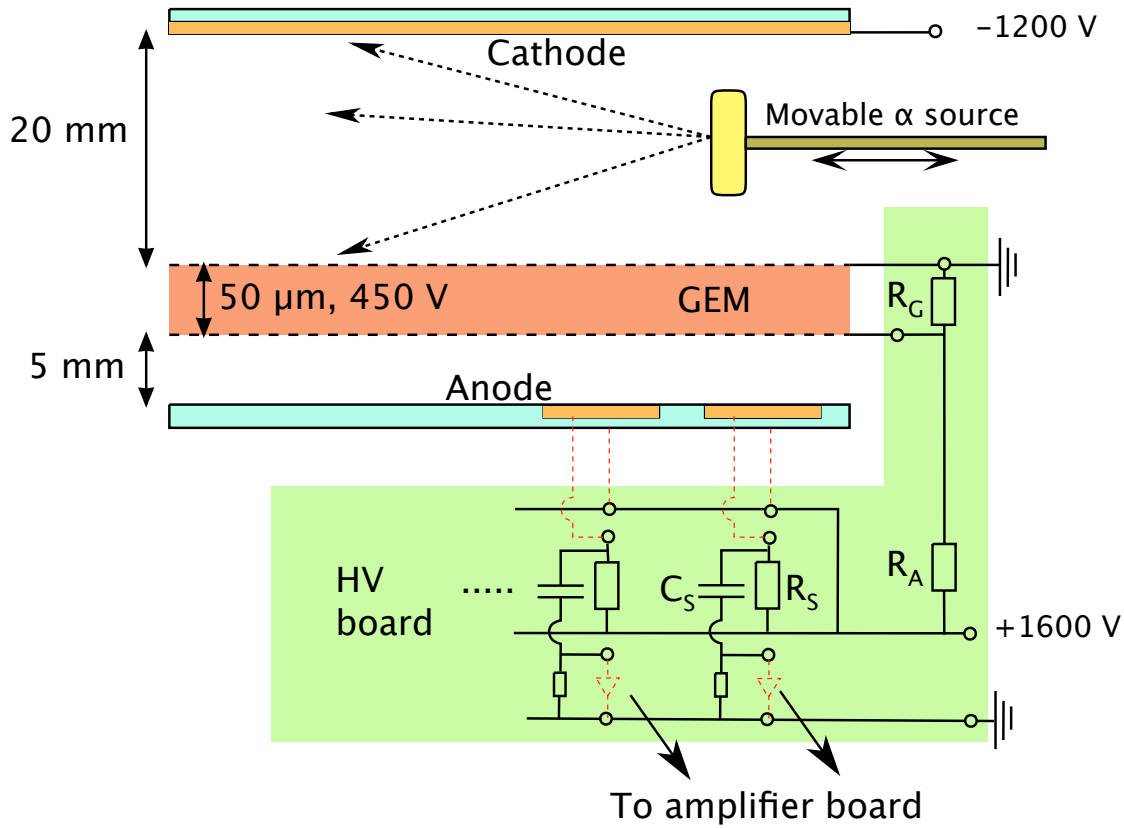 –1200 V
Cathode
20 mm
Movable α source
50 µm, 450 V
GEM
R_G
5 mm
Anode
R_A
HV
board
.....
C_S
R_S
+1600 V
To amplifier board